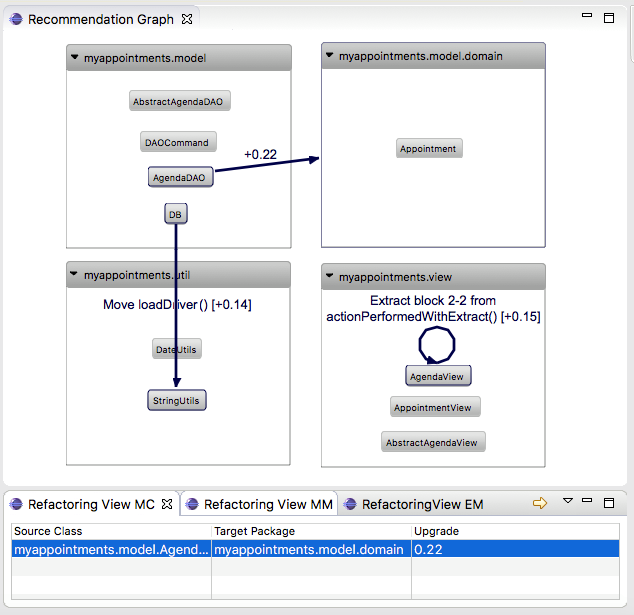 Recommendation Graph
myappointments.model
AbstractAgendaDAO
DAOCommand
AgendaDAO
DB
+0.22
myappointments.model.domain
Appointment
myappointments.util
Move loadDriver() [+0.14]
DateUtils
StringUtils
myappointments.view
Extract block 2-2 from
actionPerformedWithExtract() [+0.15]
AgendaView
AppointmentView
AbstractAgendaView
Refactoring View MC
Refactoring View MM
RefactoringView EM
Source Class Target Package Upgrade
myappointments.model.Agend... myappointments.model.domain 0.22